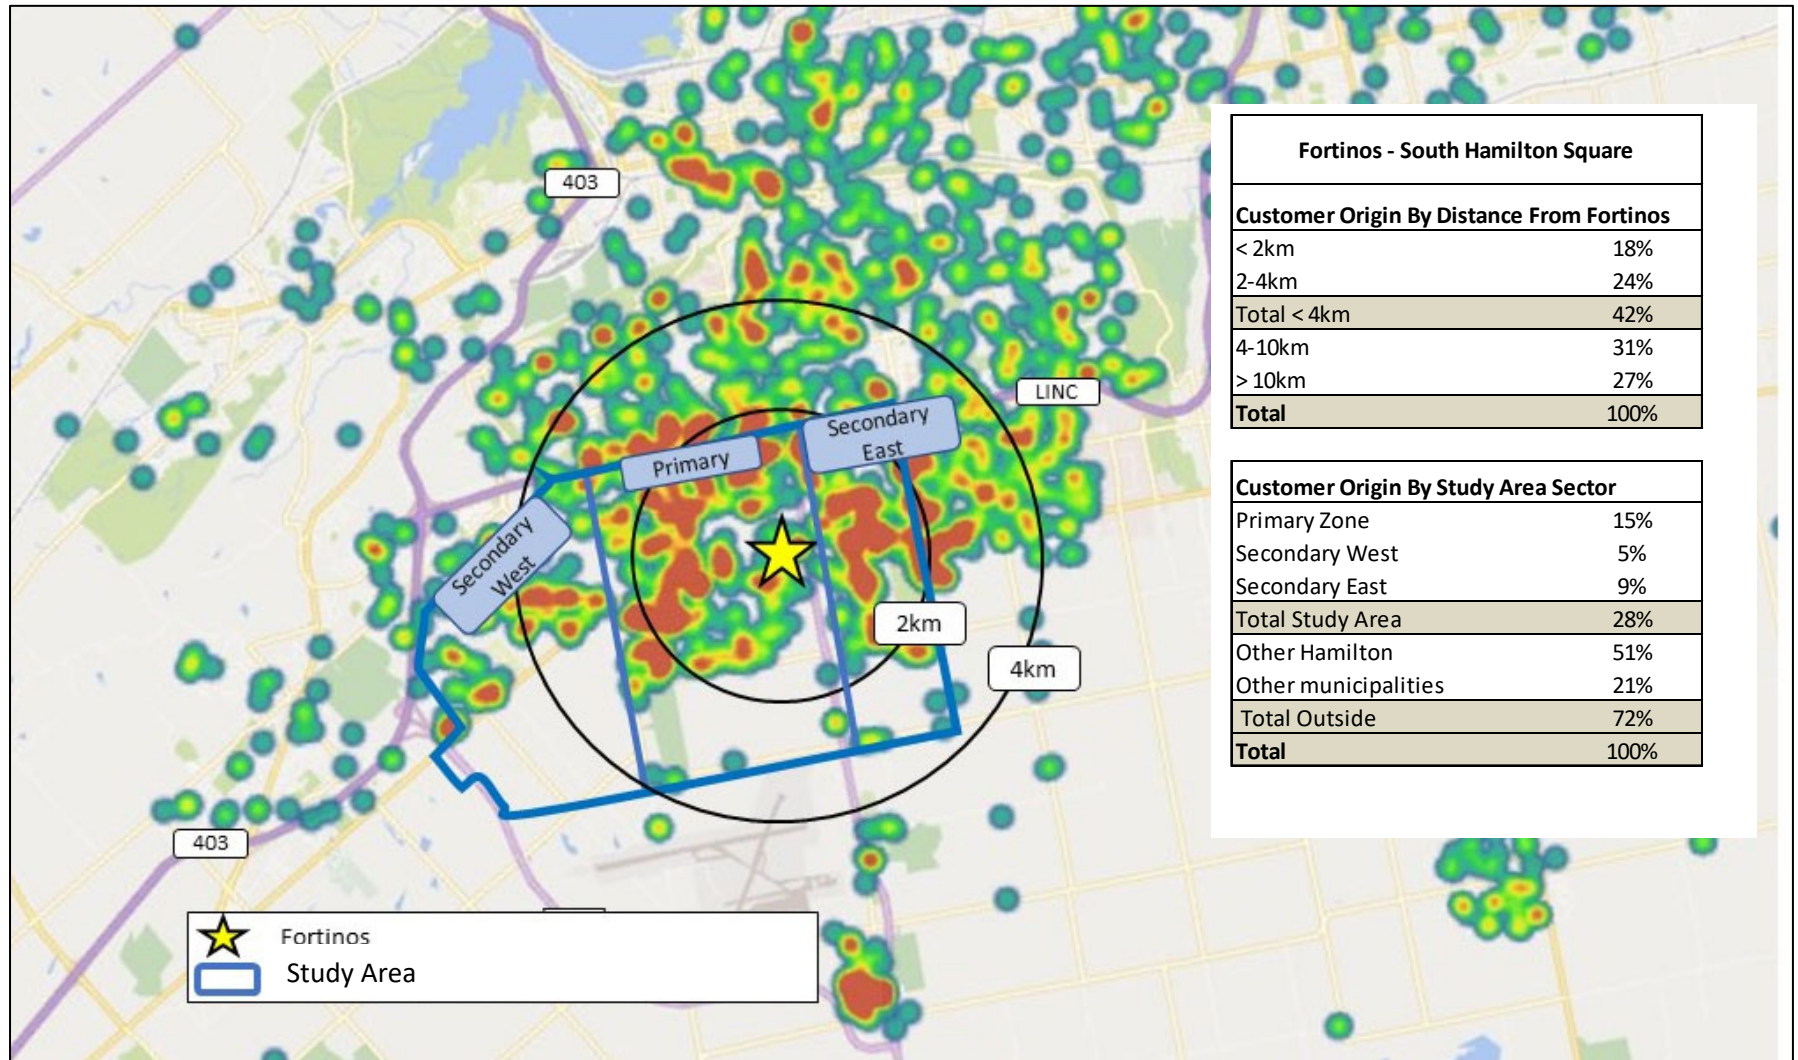 403
LINC
Secondary
East
Primary
Secondary
West
2km
4km
403
Fortinos
Study Area
Fortinos - South Hamilton Square
Customer Origin By Distance From Fortinos
< 2km 18%
2-4km 24%
Total < 4km 42%
4-10km 31%
> 10km 27%
Total 100%
Customer Origin By Study Area Sector
Primary Zone 15%
Secondary West 5%
Secondary East 9%
Total Study Area 28%
Other Hamilton 51%
Other municipalities 21%
Total Outside 72%
Total 100%